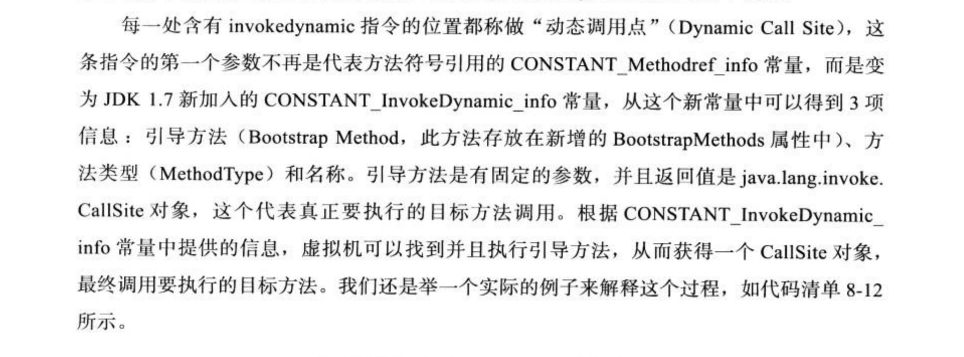 每一处含有 invokedynamic 指令的位置都称做“动态调用点”（Dynamic Call Site），这
条指令的第一个参数不再是代表方法符号引用的 CONSTANT_Methodref_info 常量，而是变
为 JDK 1.7 新加入的 CONSTANT_InvokeDynamic_info 常量，从这个新常量中可以得到 3 项
信息：引导方法（Bootstrap Method，此方法存放在新增的 BootstrapMethods 属性中）、方
法类型（MethodType）和名称。引导方法是有固定的参数，并且返回值是 java.lang.invoke.
CallSite 对象，这个代表真正要执行的目标方法调用。根据 CONSTANT_InvokeDynamic_
info 常量中提供的信息，虚拟机可以找到并且执行引导方法，从而获得一个 CallSite 对象，
最终调用要执行的目标方法。我们还是举一个实际的例子来解释这个过程，如代码清单 8-12
所示。